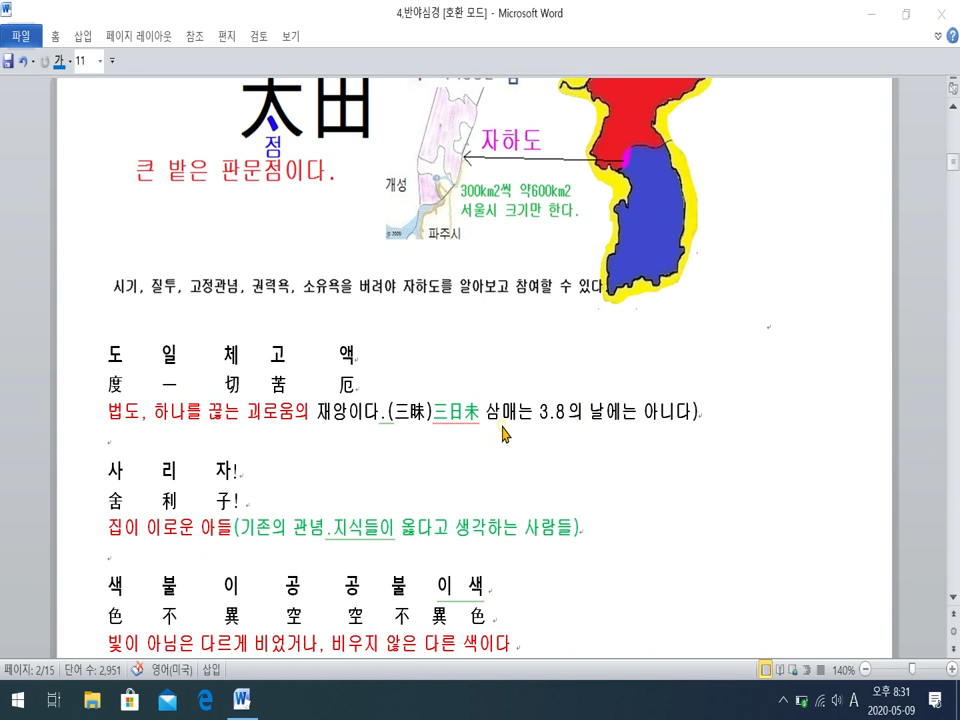 4,반야심경 [호환 모드] - Microsoft Word
파일 홈 삽입 페이지 레이아웃 참조 편지 검토 보기
가 11
太田
점
큰 받은 판문점이다.
자하도
개성
300km2씩 약600km2
서울시 크기만 한다.
파주시
시기, 질투, 고정관념, 권력욕, 소유욕을 버려야 자하도를 알아보고 참여할 수 있다
도 일 체 고 액
度 一 切 苦 厄
법도, 하나를 끊는 괴로움의 재앙이다.(三昧)三日未 삼매는 3.8의 날에는 아니다)
사 리 자!
舍 利 子!
집이 이로운 아들(기존의 관념.지식들이 옳다고 생각하는 사람들)
색 불 이 공 공 불 이 색
色 不 異 空 空 不 異 色
빛이 아님은 다르게 비었거나, 비우지 않은 다른 색이다
페이지: 2/15 단어 수: 2,951 영어(미국) 삽입 140%
A 오후 8:31
2020-05-09